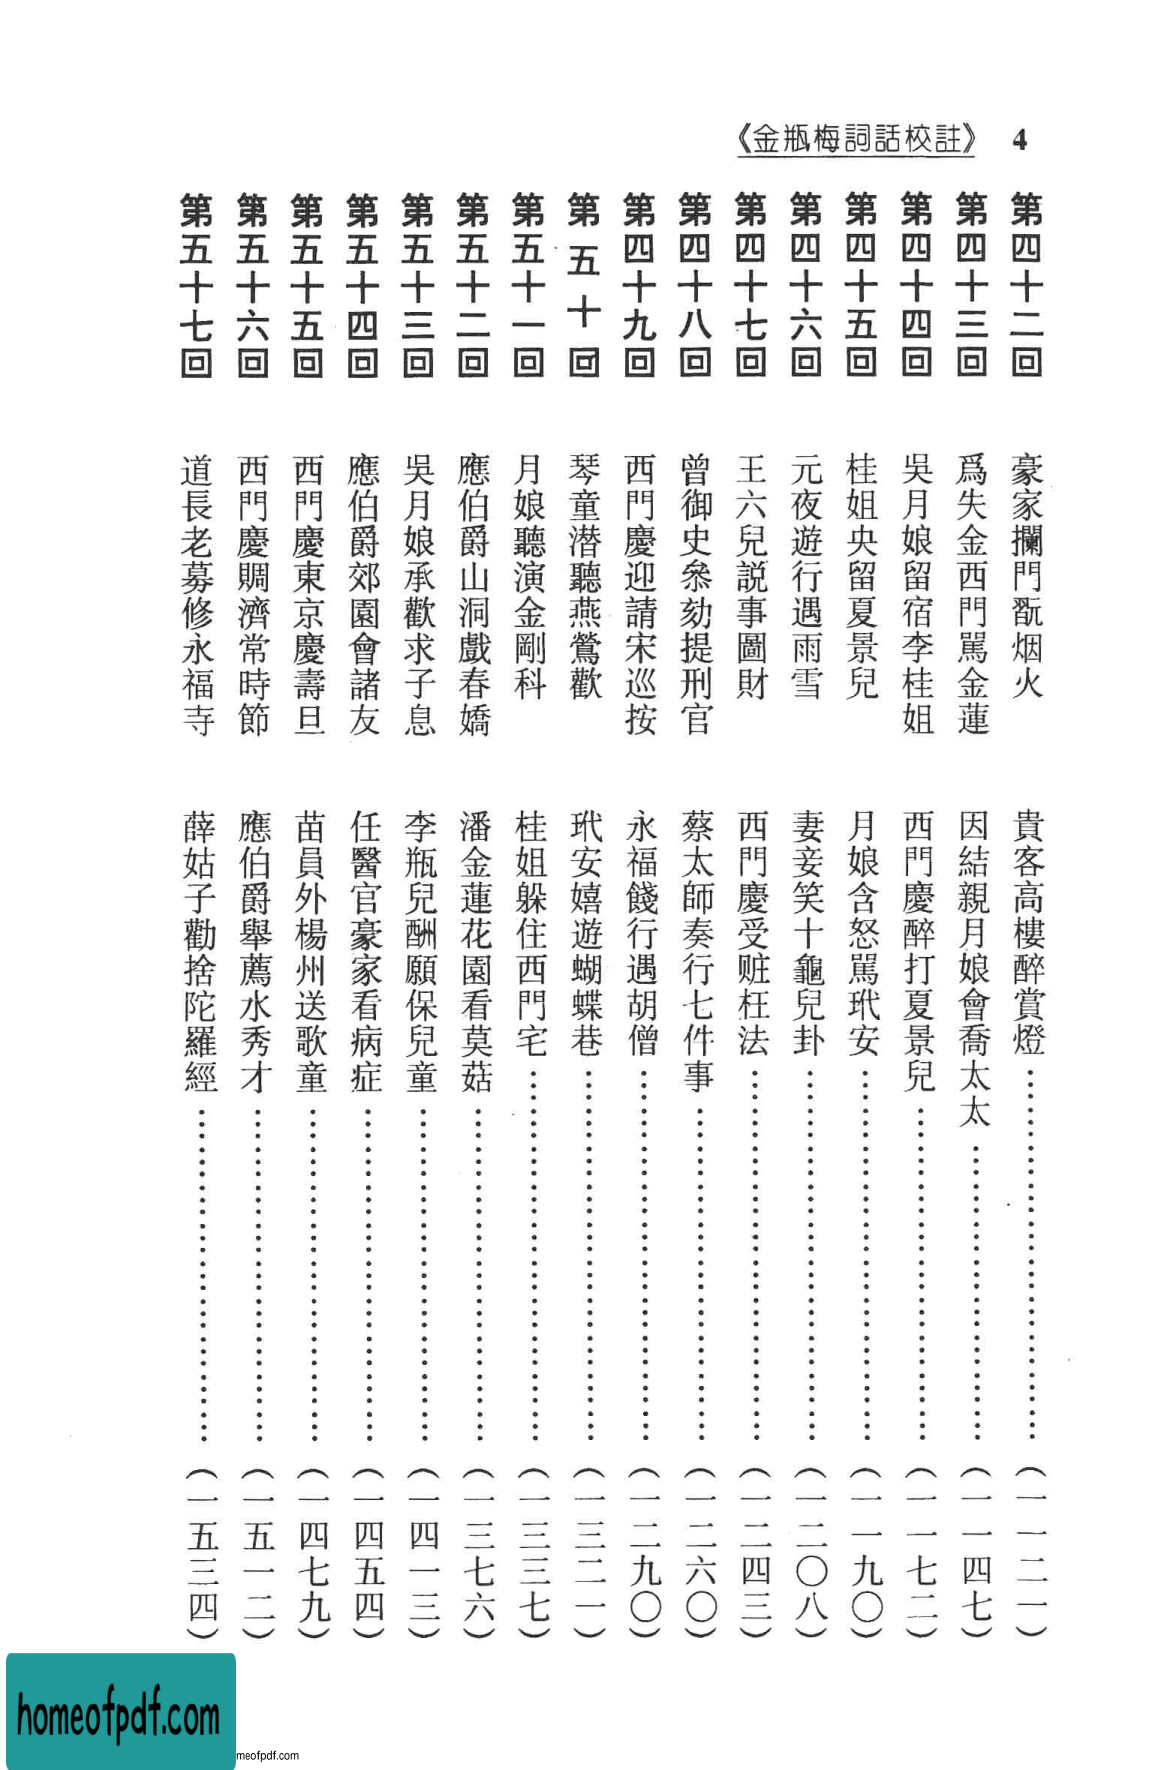 《金瓶梅詞話校註》 4
第四十二回 豪家攔門翫烟火 貴客高樓醉賞燈……(一一二一)
第四十三回 爲失金西門駡金蓮 因結親月娘會喬太太……(一一四七)
第四十四回 吳月娘留宿李桂姐 西門慶醉打夏景兒……(一一七二)
第四十五回 桂姐央留夏景兒 月娘含怒駡玳安……(一一九〇)
第四十六回 元夜遊行遇雨雪 妻妾笑卜龜兒卦……(一二〇八)
第四十七回 王六兒説事圖財 西門慶受贓枉法……(一二四三)
第四十八回 曾御史叅劾提刑官 蔡太師奏行七件事……(一二六〇)
第四十九回 西門慶迎請宋巡按 永福餞行遇胡僧……(一二九〇)
第五十回 琴童潜聽燕鶯歡 玳安嬉遊蝴蝶巷……(一三二一)
第五十一回 月娘聽演金剛科 桂姐躲住西門宅……(一三三七)
第五十二回 應伯爵山洞戲春嬌 潘金蓮花園看莫菇……(一三七六)
第五十三回 吳月娘承歡求子息 李瓶兒酬願保兒童……(一四一三)
第五十四回 應伯爵郊園會諸友 任醫官豪家看病症……(一四五四)
第五十五回 西門慶東京慶壽旦 苗員外楊州送歌童……(一四七九)
第五十六回 西門慶賙濟常時節 應伯爵舉薦水秀才……(一五一二)
第五十七回 道長老募修永福寺 薛姑子勸捨陀羅經……(一五三四)
homeofpdf.com
meofpdf.com